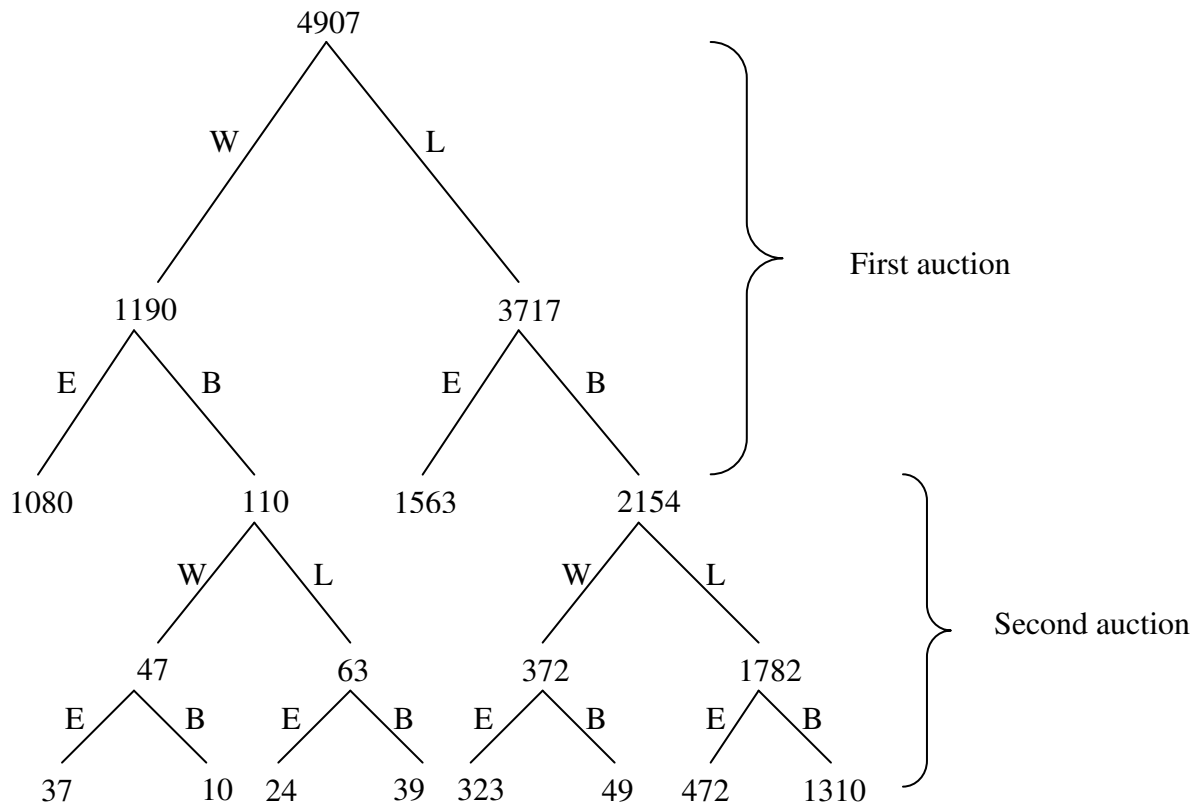 4907
W L
First auction
1190 3717
E B E B
1080 110 1563 2154
W L W L
Second auction
47 63 372 1782
E B E B E B E B
37 10 24 39 323 49 472 1310